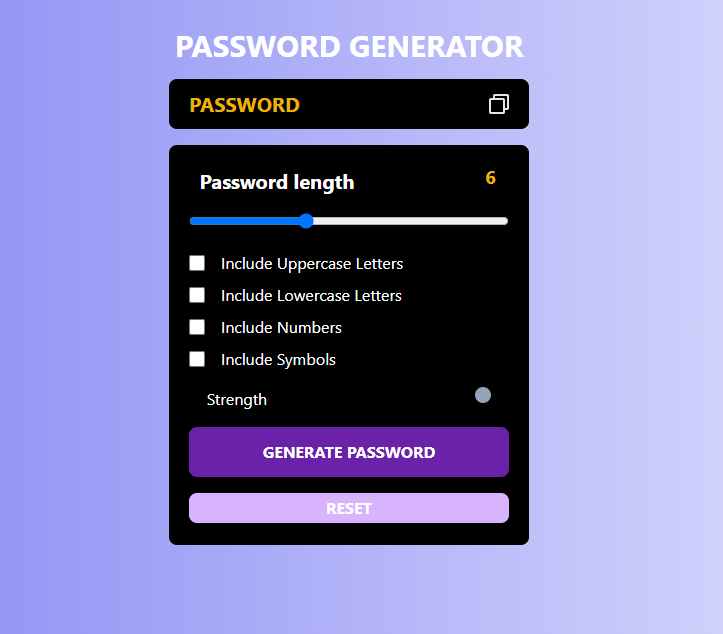 PASSWORD GENERATOR
PASSWORD
Password length 6
Include Uppercase Letters
Include Lowercase Letters
Include Numbers
Include Symbols
Strength
GENERATE PASSWORD
RESET